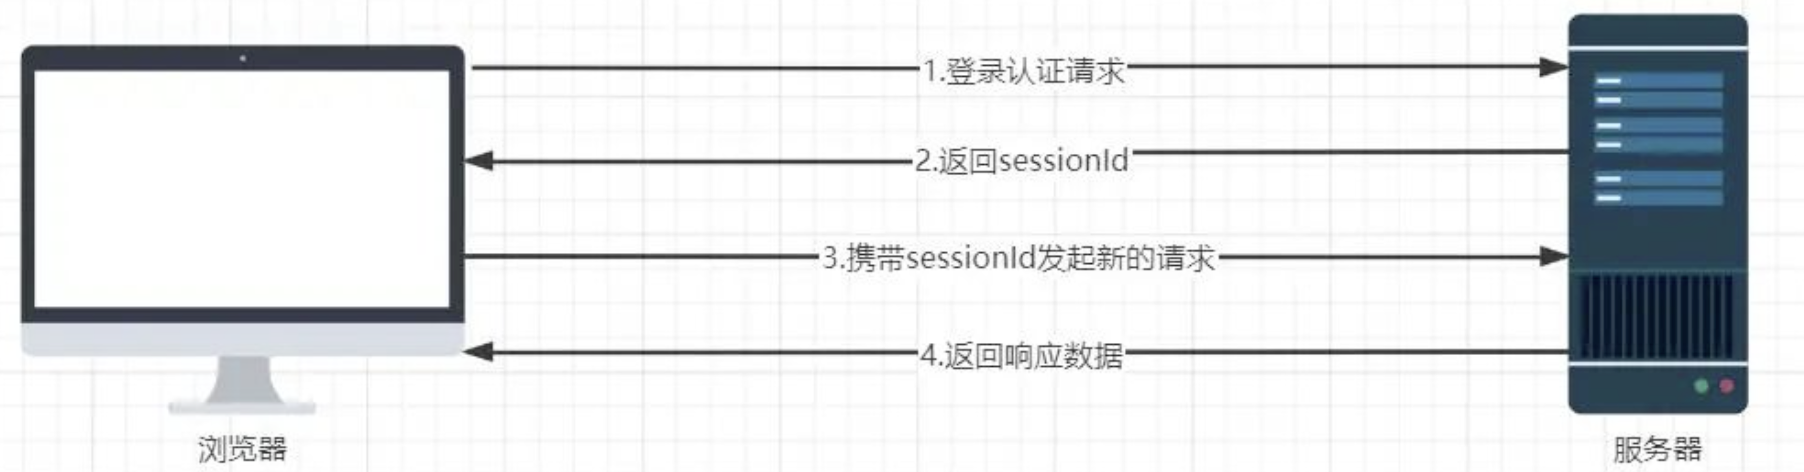 1.登录认证请求
2.返回sessionId
3.携带sessionId发起新的请求
4.返回响应数据
浏览器
服务器